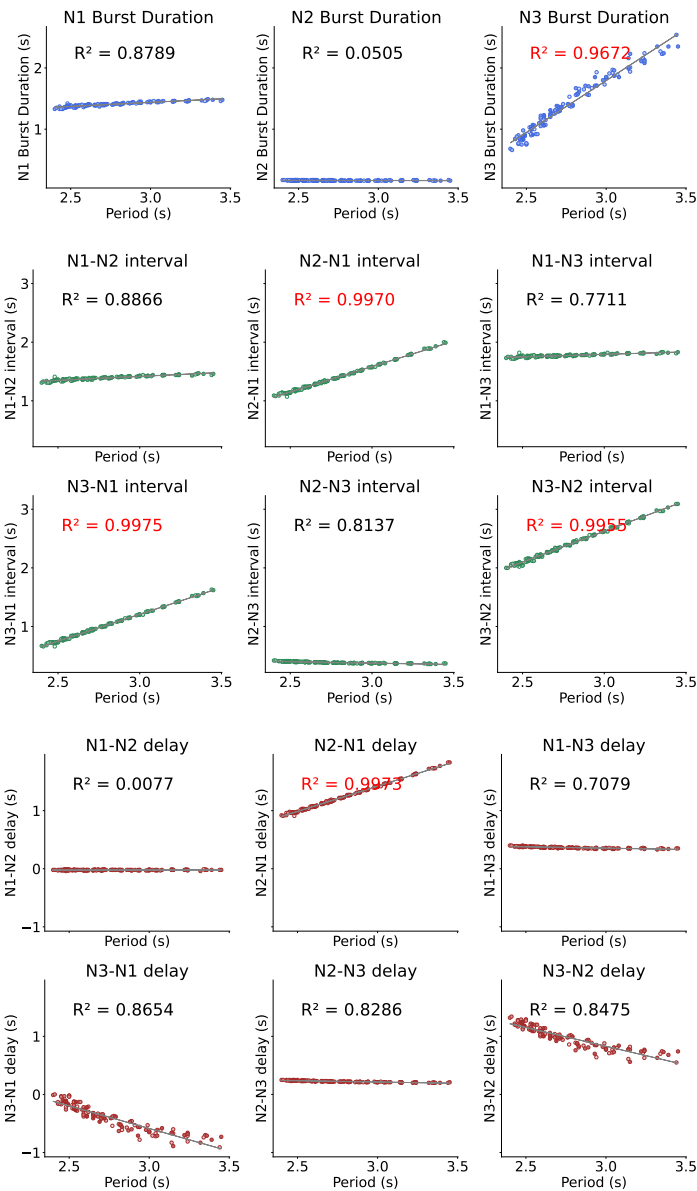 N1 Burst Duration
N2 Burst Duration
N3 Burst Duration
R² = 0.8789
R² = 0.0505
R² = 0.9672
N1 Burst Duration (s)
N2 Burst Duration (s)
N3 Burst Duration (s)
2
1
2.5 3.0 3.5
2.5 3.0 3.5
2.5 3.0 3.5
Period (s)
Period (s)
Period (s)
N1-N2 interval
N2-N1 interval
N1-N3 interval
R² = 0.8866
R² = 0.9970
R² = 0.7711
N1-N2 interval (s)
N2-N1 interval (s)
N1-N3 interval (s)
3
2
1
Period (s)
Period (s)
Period (s)
N3-N1 interval
N2-N3 interval
N3-N2 interval
R² = 0.9975
R² = 0.8137
R² = 0.9955
N3-N1 interval (s)
N2-N3 interval (s)
N3-N2 interval (s)
3
2
1
2.5 3.0 3.5
2.5 3.0 3.5
2.5 3.0 3.5
Period (s)
Period (s)
Period (s)
N1-N2 delay
N2-N1 delay
N1-N3 delay
R² = 0.0077
R² = 0.9973
R² = 0.7079
N1-N2 delay (s)
N2-N1 delay (s)
N1-N3 delay (s)
1
0
−1
Period (s)
Period (s)
Period (s)
N3-N1 delay
N2-N3 delay
N3-N2 delay
R² = 0.8654
R² = 0.8286
R² = 0.8475
N3-N1 delay (s)
N2-N3 delay (s)
N3-N2 delay (s)
1
0
−1
2.5 3.0 3.5
2.5 3.0 3.5
2.5 3.0 3.5
Period (s)
Period (s)
Period (s)